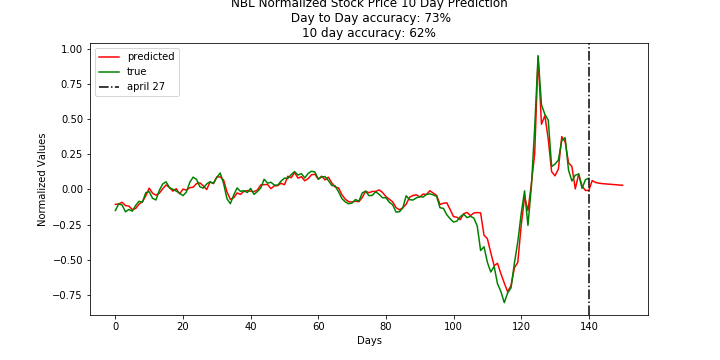 NBL Normalized Stock Price 10 Day Prediction
Day to Day accuracy: 73%
10 day accuracy: 62%
1.00
0.75
0.50
0.25
0.00
−0.25
−0.50
−0.75
Normalized Values
predicted
true
april 27
0 20 40 60 80 100 120 140
Days